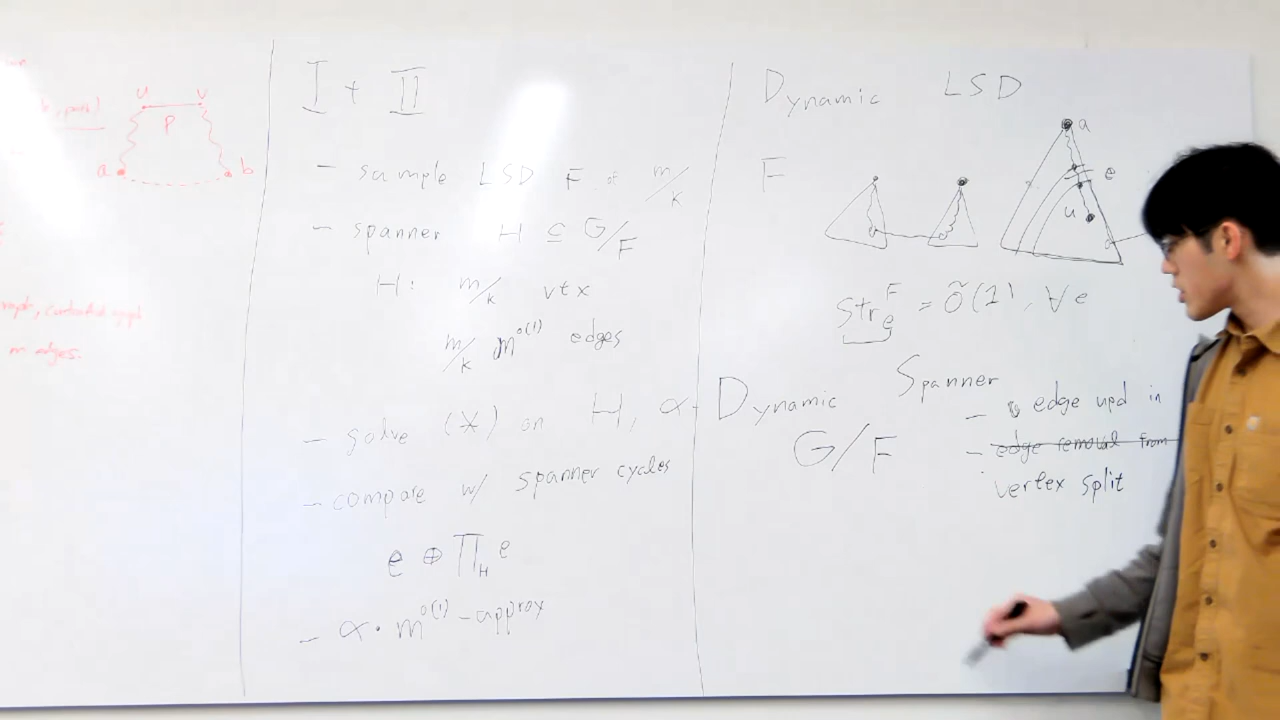 u v
P
a b
m edges.
I + II
- sample LSD F of m/k
- spanner H ⊆ G/F
H: m/k vtx
m/k m^o(1) edges
- solve (*) on H, α-
- compare w/ spanner cycles
e ⊕ Π_H e
- α · m^o(1) - approx
Dynamic LSD
F
a
e
u
str_e^F = Õ(1), ∀e
Dynamic Spanner
G/F
- edge upd in
- edge removal from
vertex split